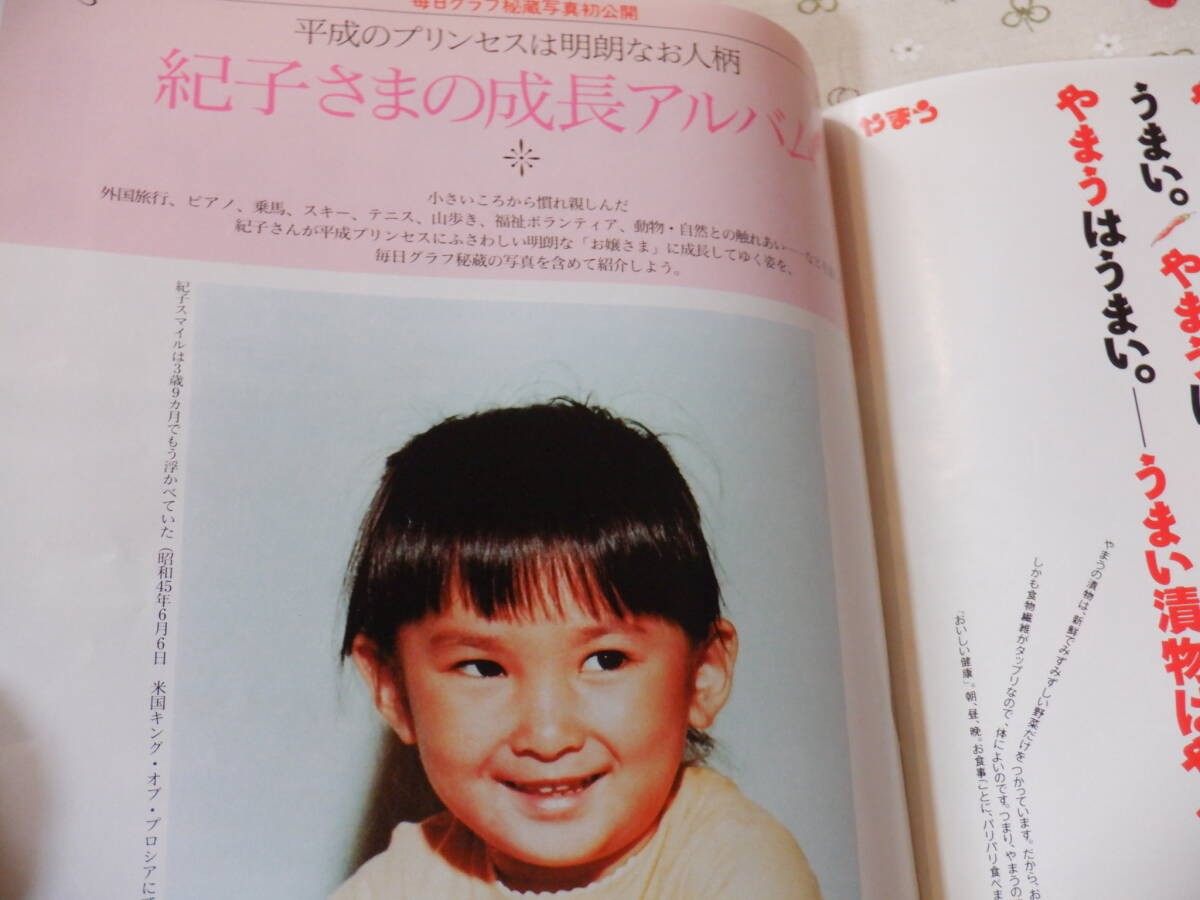 毎日グラフ秘蔵写真初公開
平成のプリンセスは明朗なお人柄
紀子さまの成長アルバム
小さいころから慣れ親しんだ
外国旅行、ピアノ、乗馬、スキー、テニス、山歩き、福祉ボランティア、動物・自然との触れあい――など
紀子さんが平成プリンセスにふさわしい明朗な「お嬢さま」に成長してゆく姿を、
毎日グラフ秘蔵の写真を含めて紹介しよう。
紀子スマイルは3歳9カ月でもう浮かべていた（昭和45年6月6日　米国キング・オブ・プロシアにて
やまう
うまい。
やまう
やまうはうまい。――うまい漬物はや
やまうの漬物は、新鮮でみずみずしい野菜だけをつかっています。だから、お
しかも食物繊維がタップリなので、体によいのです。つまり、やまうの
「おいしい健康」。朝、昼、晩。お食事ごとに、パリパリ食べま